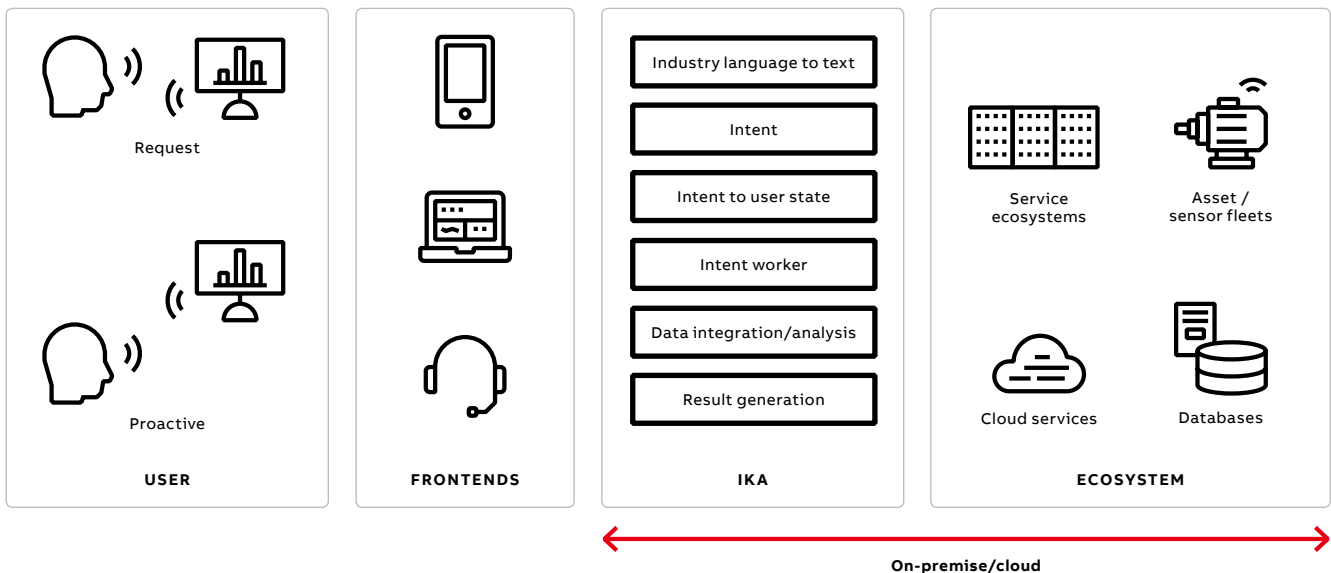 Request
Proactive
USER
FRONTENDS
Industry language to text
Intent
Intent to user state
Intent worker
Data integration/analysis
Result generation
IKA
Service
ecosystems
Asset /
sensor fleets
Cloud services
Databases
ECOSYSTEM
On-premise/cloud